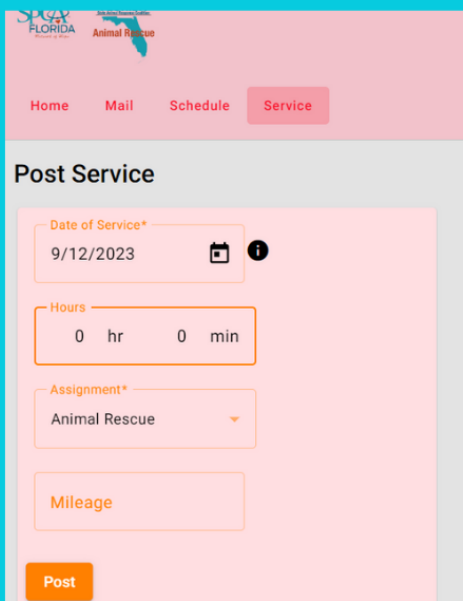 SPCA
FLORIDA
Animal Rescue
Home Mail Schedule Service
Post Service
Date of Service*
9/12/2023
Hours
0 hr 0 min
Assignment*
Animal Rescue
Mileage
Post